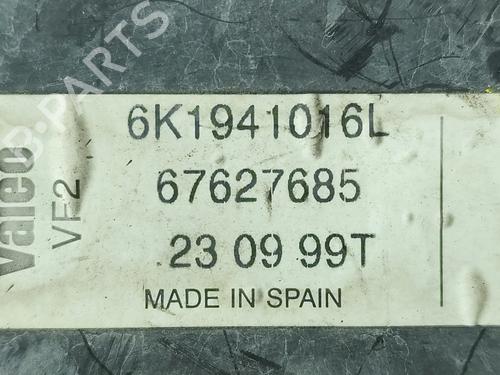 B-PARTS
Valeo
VF2
6K1941016L
67627685
23 09 99T
MADE IN SPAIN